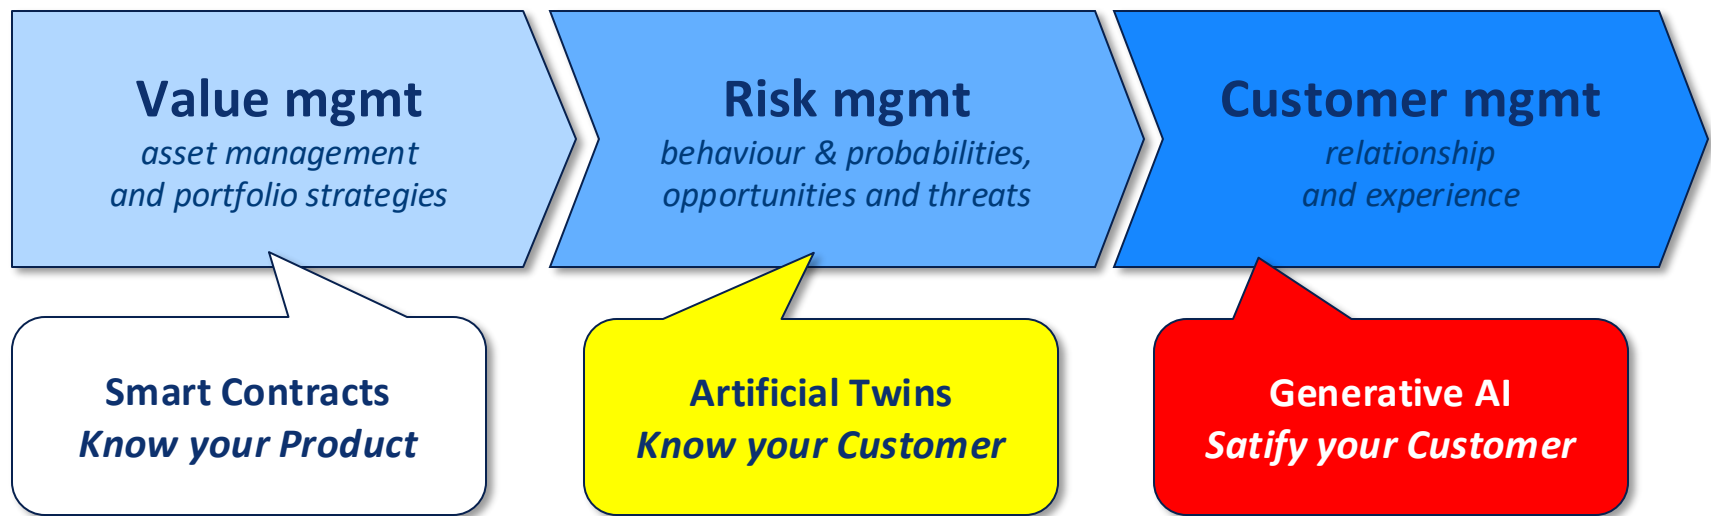 Value mgmt
asset management
and portfolio strategies
Risk mgmt
behaviour & probabilities,
opportunities and threats
Customer mgmt
relationship
and experience
Smart Contracts
Know your Product
Artificial Twins
Know your Customer
Generative AI
Satify your Customer